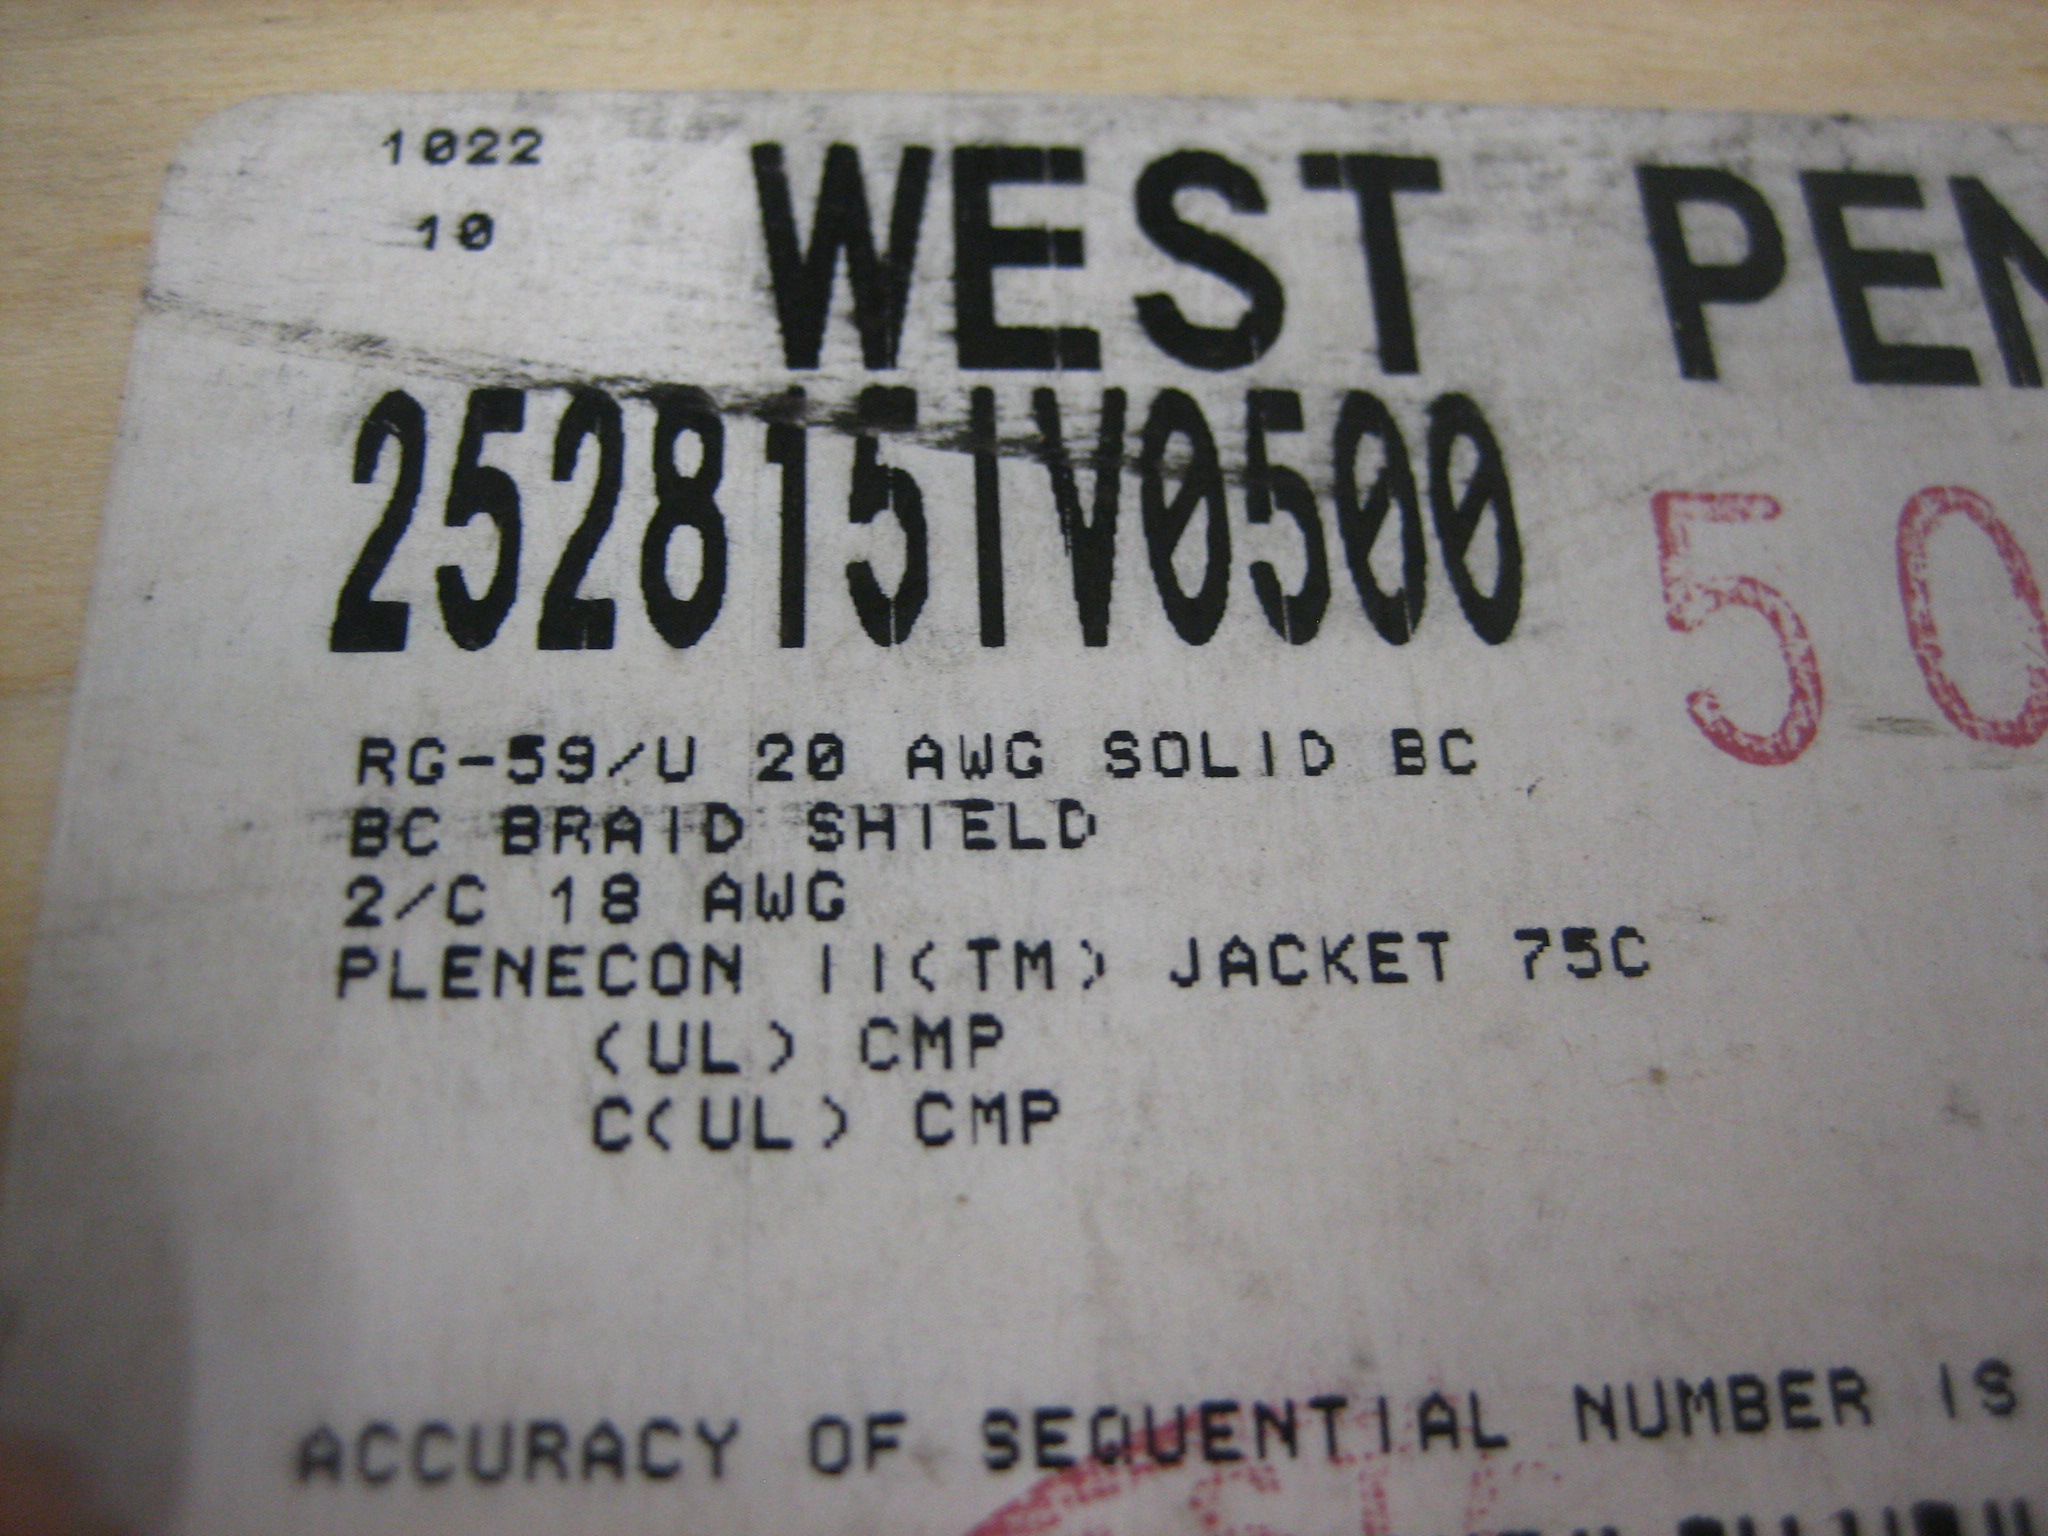 1022
10
WEST PEN
2528151V0500
50
RG-59/U 20 AWG SOLID BC
BC BRAID SHIELD
2/C 18 AWG
PLENECON II(TM) JACKET 75C
(UL) CMP
C(UL) CMP
ACCURACY OF SEQUENTIAL NUMBER IS